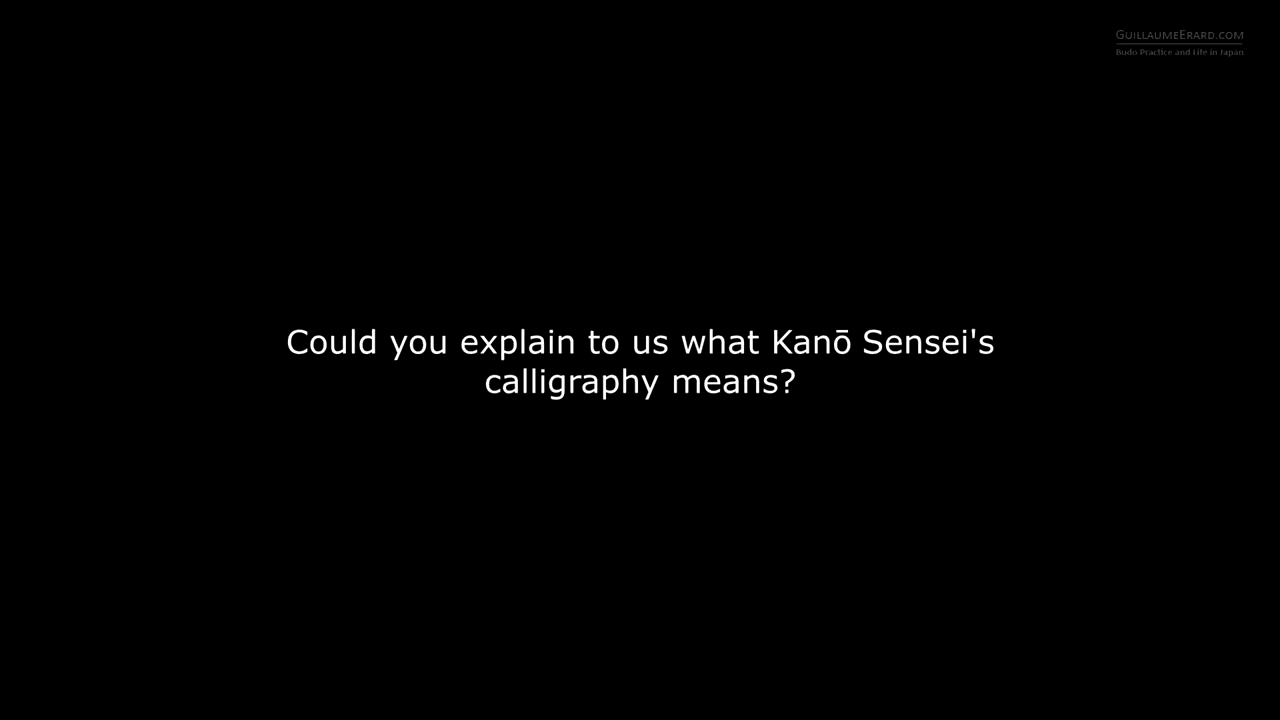 GUILLAUMEERARD.COM
Budo Practice and Life in Japan
Could you explain to us what Kanō Sensei's
calligraphy means?